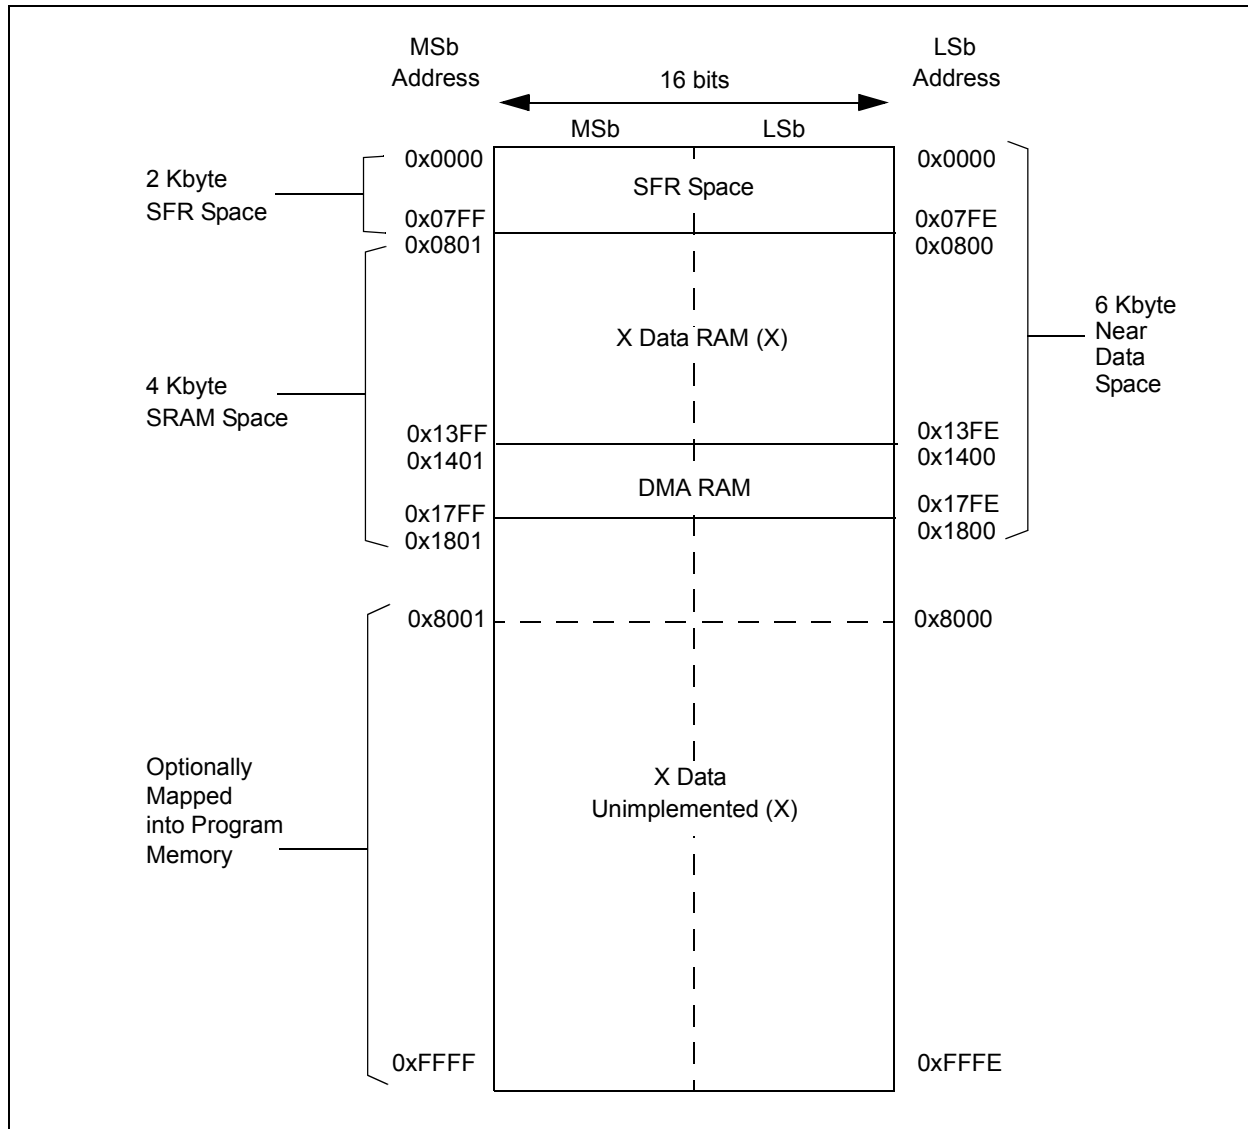 MSb
Address
LSb
Address
16 bits
MSb
LSb
0x0000
0x0000
2 Kbyte
SFR Space
SFR Space
0x07FF
0x07FE
0x0801
0x0800
X Data RAM (X)
6 Kbyte
Near
Data
Space
4 Kbyte
SRAM Space
0x13FF
0x13FE
0x1401
0x1400
DMA RAM
0x17FF
0x17FE
0x1801
0x1800
0x8001
0x8000
Optionally
Mapped
into Program
Memory
X Data
Unimplemented (X)
0xFFFF
0xFFFE